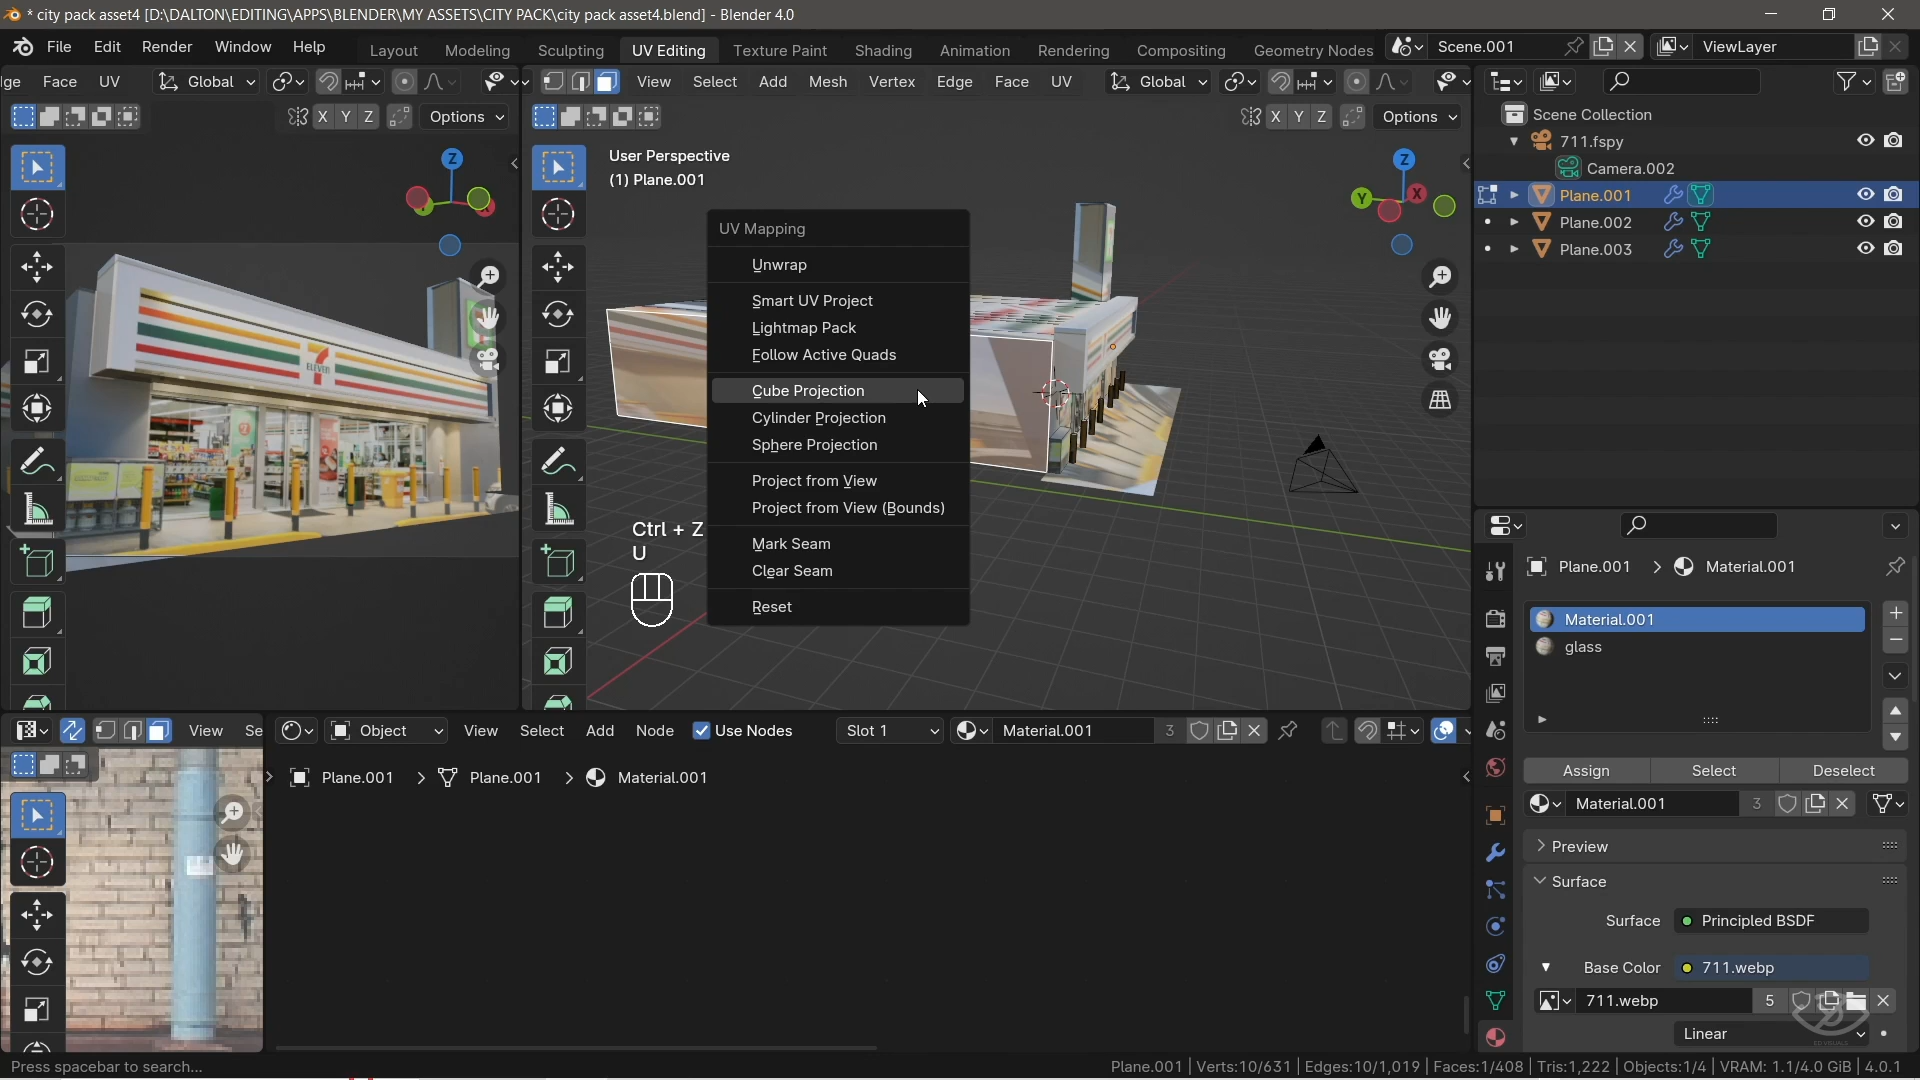 * city pack asset4 [D:\DALTON\EDITING\APPS\BLENDER\MY ASSETS\CITY PACK\city pack asset4.blend] - Blender 4.0
File Edit Render Window Help Layout Modeling Sculpting UV Editing Texture Paint Shading Animation Rendering Compositing Geometry Nodes Scene.001 ViewLayer
ge Face UV Global View Select Add Mesh Vertex Edge Face UV Global
X Y Z Options X Y Z Options
Scene Collection
711.fspy
Camera.002
Plane.001
Plane.002
Plane.003
User Perspective
(1) Plane.001
Z
Z
Y
X
ELEVEN
UV Mapping
Unwrap
Smart UV Project
Lightmap Pack
Follow Active Quads
Cube Projection
Cylinder Projection
Sphere Projection
Project from View
Project from View (Bounds)
Mark Seam
Clear Seam
Reset
Ctrl + Z
U
Plane.001 > Material.001
Material.001
glass
Assign Select Deselect
Material.001 3
Preview
Surface
Surface Principled BSDF
Base Color 711.webp
711.webp 5
Linear
View Se Object View Select Add Node Use Nodes Slot 1 Material.001 3
Plane.001 > Plane.001 > Material.001
Press spacebar to search...
Plane.001 | Verts:10/631 | Edges:10/1,019 | Faces:1/408 | Tris:1,222 | Objects:1/4 | VRAM: 1.1/4.0 GiB | 4.0.1